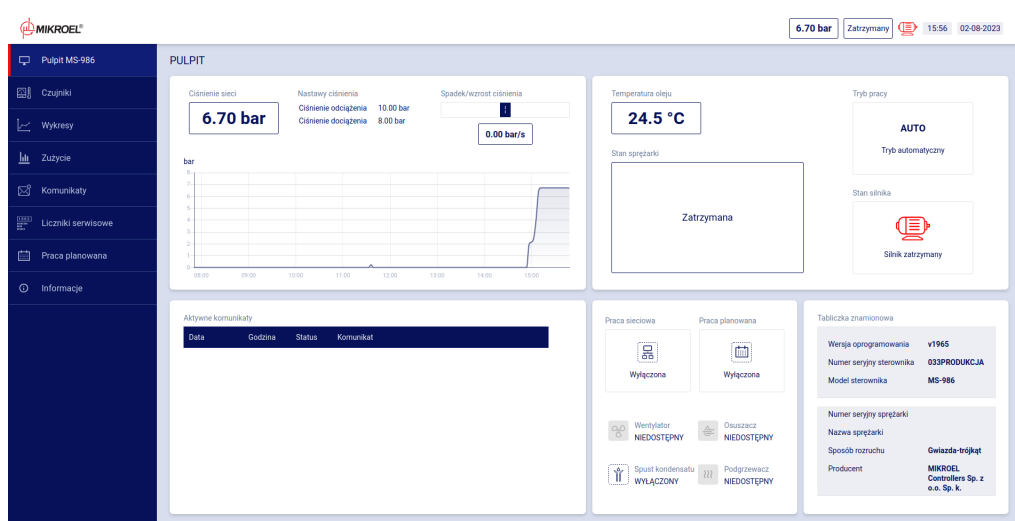 MIKROEL®
6.70 bar
Zatrzymany
15:56
02-08-2023
Pulpit MS-986
Czujniki
Wykresy
Zużycie
Komunikaty
Liczniki serwisowe
Praca planowana
Informacje
PULPIT
Ciśnienie sieci
6.70 bar
Nastawy ciśnienia
Ciśnienie odciążenia 10.00 bar
Ciśnienie dociążenia 8.00 bar
Spadek/wzrost ciśnienia
0.00 bar/s
bar
8
7
6
5
4
3
2
1
0
08:00 09:00 10:00 11:00 12:00 13:00 14:00 15:00
Temperatura oleju
24.5 °C
Stan sprężarki
Zatrzymana
Tryb pracy
AUTO
Tryb automatyczny
Stan silnika
Silnik zatrzymany
Aktywne komunikaty
Data Godzina Status Komunikat
Praca sieciowa
Wyłączona
Praca planowana
Wyłączona
Wentylator
NIEDOSTĘPNY
Osuszacz
NIEDOSTĘPNY
Spust kondensatu
WYŁĄCZONY
Podgrzewacz
NIEDOSTĘPNY
Tabliczka znamionowa
Wersja oprogramowania v1965
Numer seryjny sterownika 033PRODUKCJA
Model sterownika MS-986
Numer seryjny sprężarki
Nazwa sprężarki
Sposób rozruchu Gwiazda-trójkąt
Producent MIKROEL
Controllers Sp. z
o.o. Sp. k.